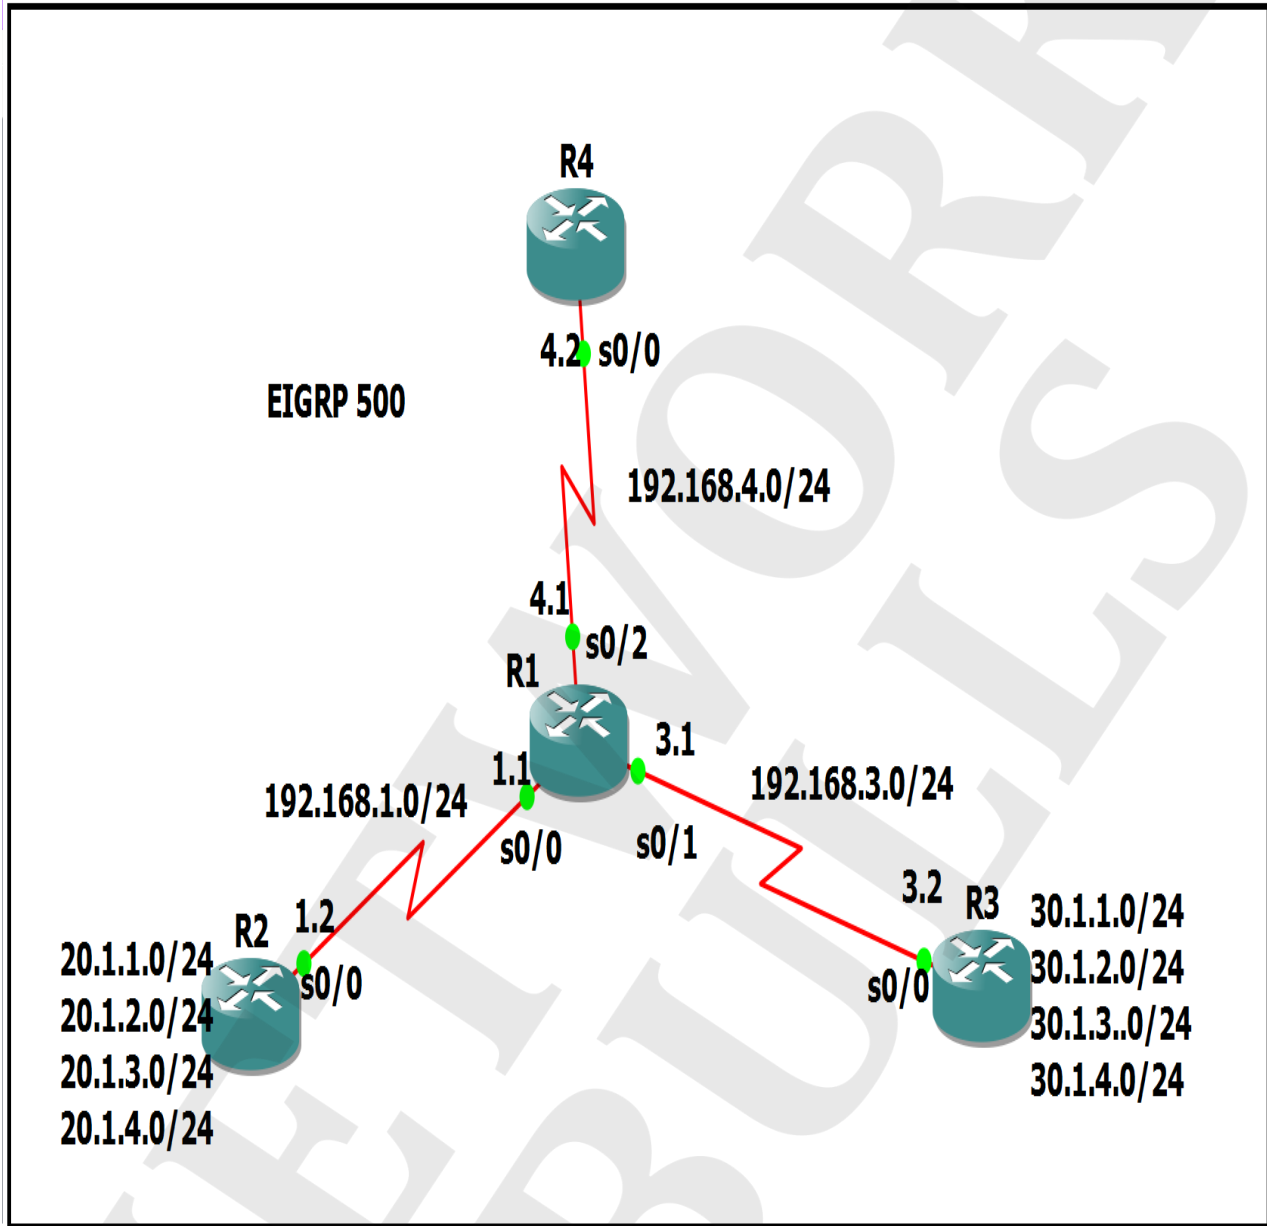 R4
4.2 s0/0
EIGRP 500
192.168.4.0/24
4.1
s0/2
R1
3.1
1.1
192.168.3.0/24
192.168.1.0/24
s0/0
s0/1
3.2
R3
30.1.1.0/24
1.2
R2
20.1.1.0/24
30.1.2.0/24
s0/0
s0/0
20.1.2.0/24
30.1.3..0/24
20.1.3.0/24
30.1.4.0/24
20.1.4.0/24
NETWORK
BULLS